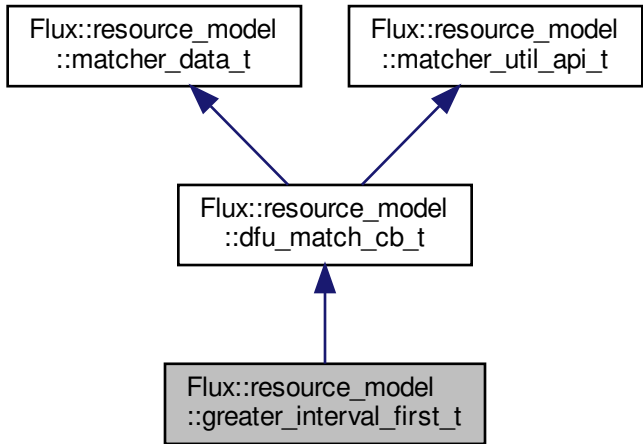 Flux::resource_model
::matcher_data_t
Flux::resource_model
::matcher_util_api_t
Flux::resource_model
::dfu_match_cb_t
Flux::resource_model
::greater_interval_first_t